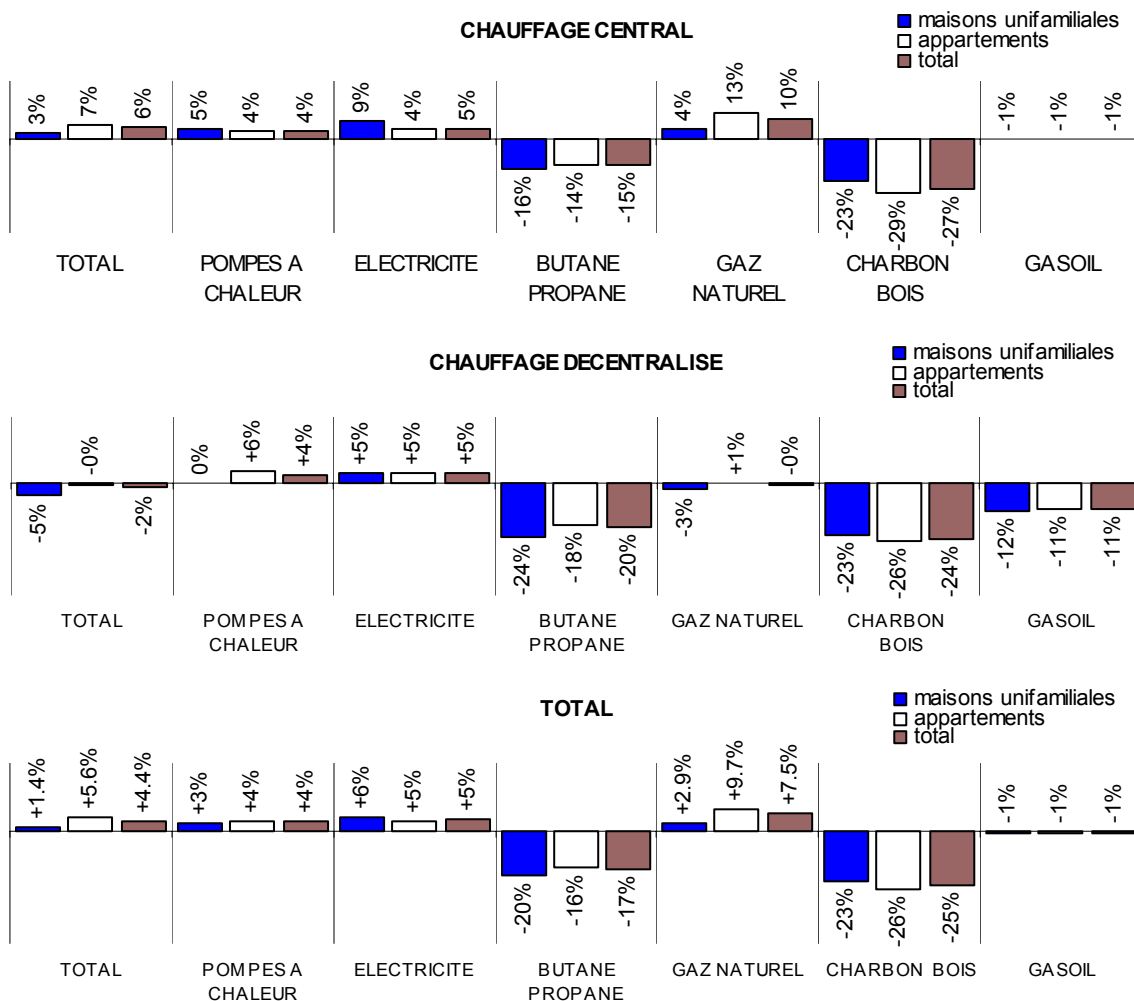 CHAUFFAGE CENTRAL
maisons unifamiliales
appartements
total
3% 7% 6% 5% 4% 4% 9% 4% 5% -16% -14% -15% 4% 13% 10% -23% -29% -27% -1% -1% -1%
TOTAL POMPES A ELECTRICITE BUTANE GAZ CHARBON GASOIL
CHALEUR PROPANE NATUREL BOIS
CHAUFFAGE DECENTRALISE
maisons unifamiliales
appartements
total
-5% -0% -2% 0% +6% +4% +5% +5% +5% -24% -18% -20% -3% +1% -0% -23% -26% -24% -12% -11% -11%
TOTAL POMPES A ELECTRICITE BUTANE GAZ NATUREL CHARBON GASOIL
CHALEUR PROPANE BOIS
TOTAL
maisons unifamiliales
appartements
total
+1.4% +5.6% +4.4% +3% +4% +4% +6% +5% +5% -20% -16% -17% +2.9% +9.7% +7.5% -23% -26% -25% -1% -1% -1%
TOTAL POMPES A ELECTRICITE BUTANE GAZ NATUREL CHARBON BOIS GASOIL
CHALEUR PROPANE